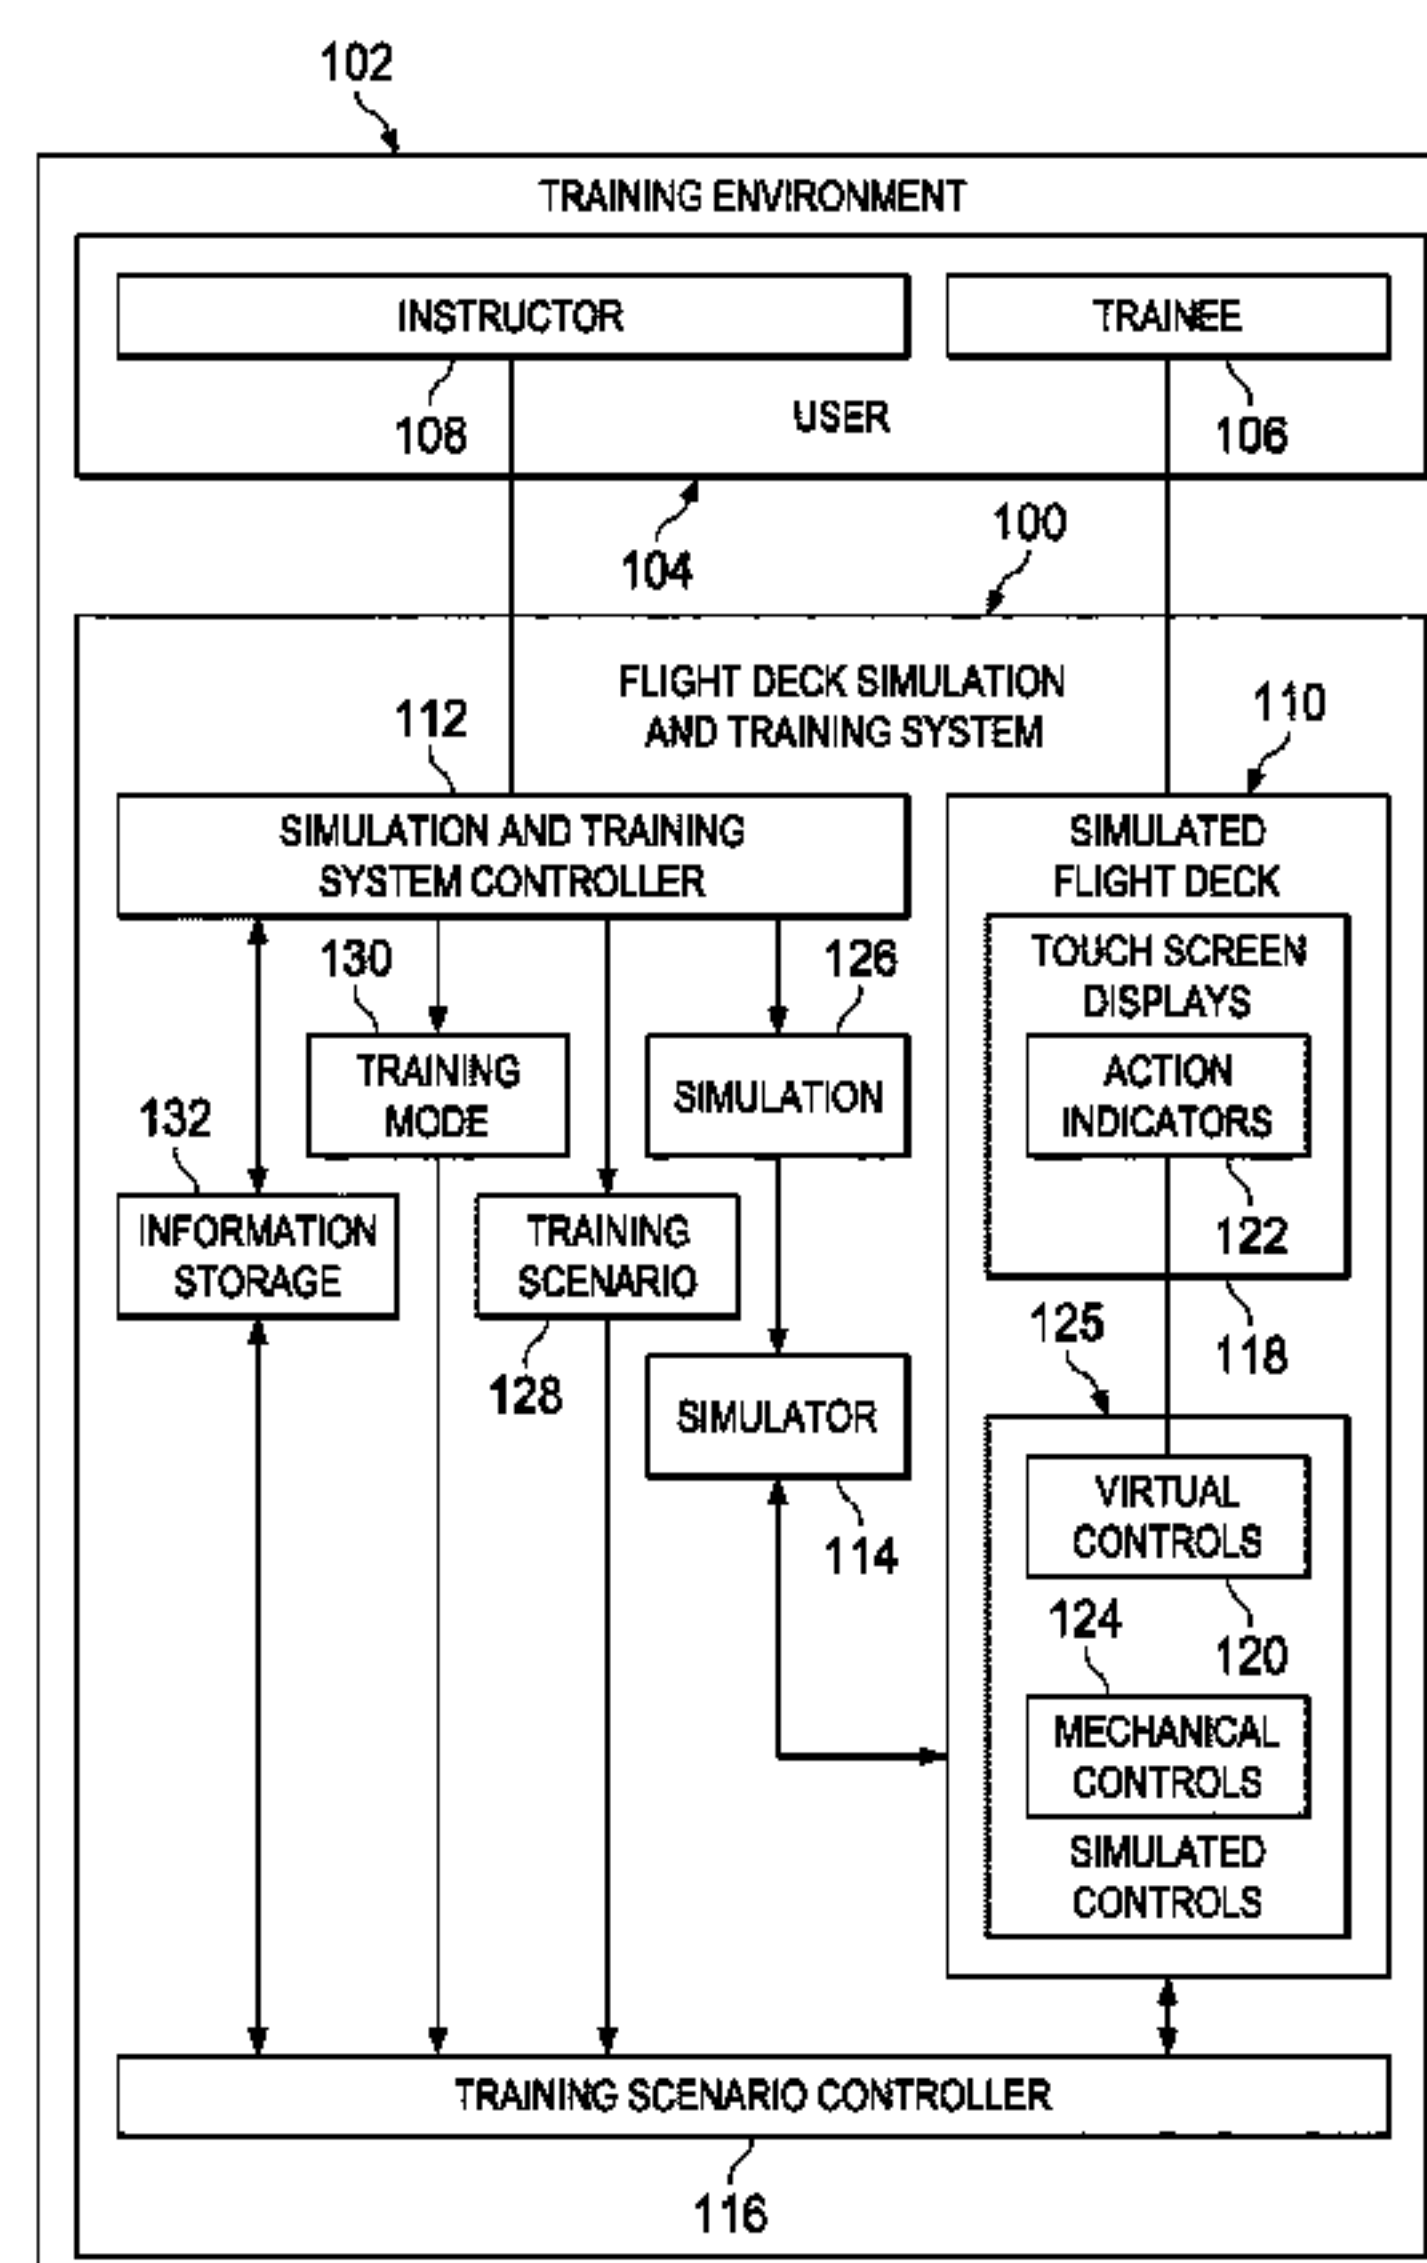 102
TRAINING ENVIRONMENT
INSTRUCTOR
TRAINEE
108
USER
106
104
100
FLIGHT DECK SIMULATION
AND TRAINING SYSTEM
112
110
SIMULATION AND TRAINING
SYSTEM CONTROLLER
SIMULATED
FLIGHT DECK
130
126
TOUCH SCREEN
DISPLAYS
TRAINING
MODE
SIMULATION
ACTION
INDICATORS
132
122
INFORMATION
STORAGE
TRAINING
SCENARIO
125
118
128
SIMULATOR
114
VIRTUAL
CONTROLS
124
120
MECHANICAL
CONTROLS
SIMULATED
CONTROLS
TRAINING SCENARIO CONTROLLER
116